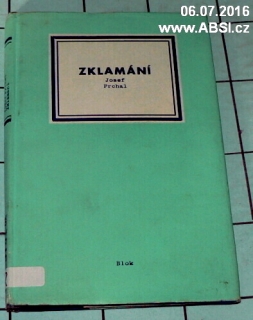 06.07.2016
www.ABSI.cz
ZKLAMÁNÍ
Josef
Prchal
Blok